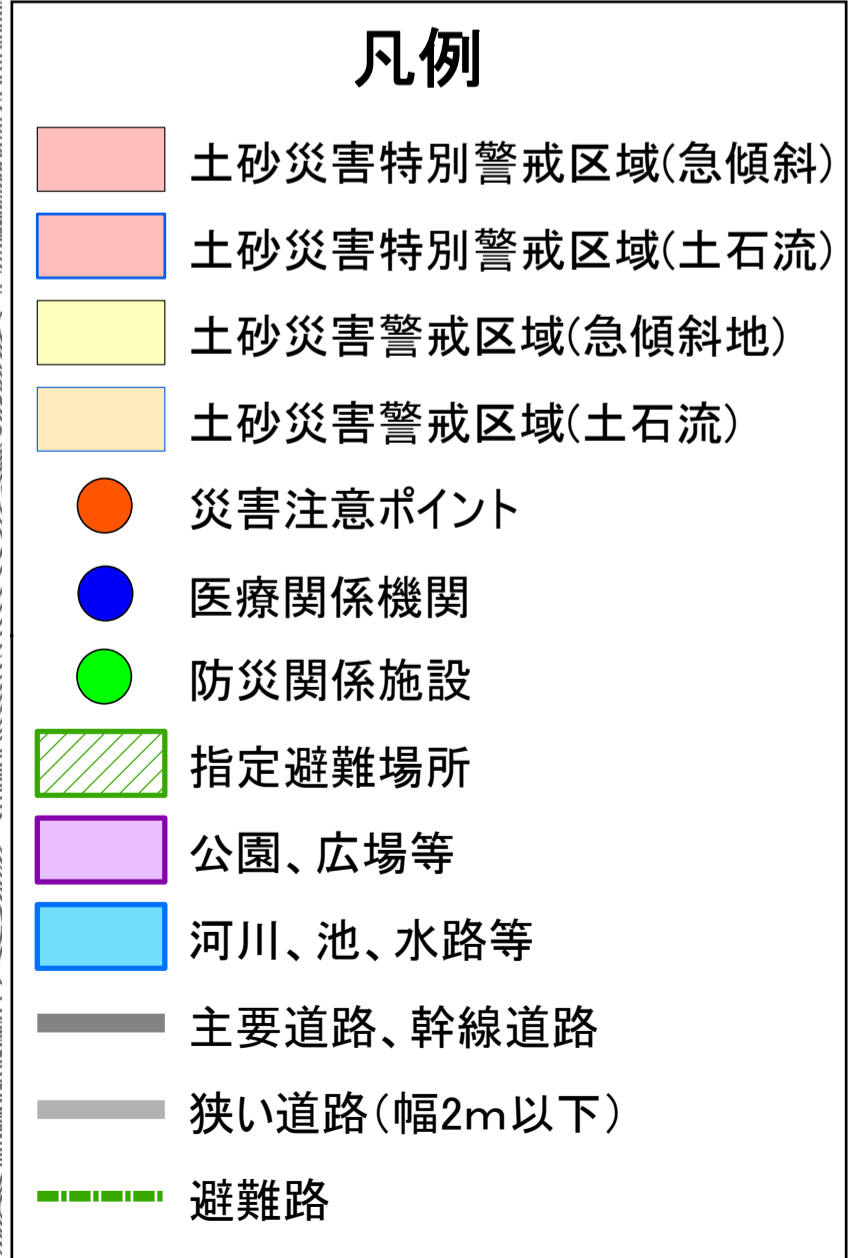 凡例
土砂災害特別警戒区域(急傾斜)
土砂災害特別警戒区域(土石流)
土砂災害警戒区域(急傾斜地)
土砂災害警戒区域(土石流)
災害注意ポイント
医療関係機関
防災関係施設
指定避難場所
公園、広場等
河川、池、水路等
主要道路、幹線道路
狭い道路(幅2m以下)
避難路